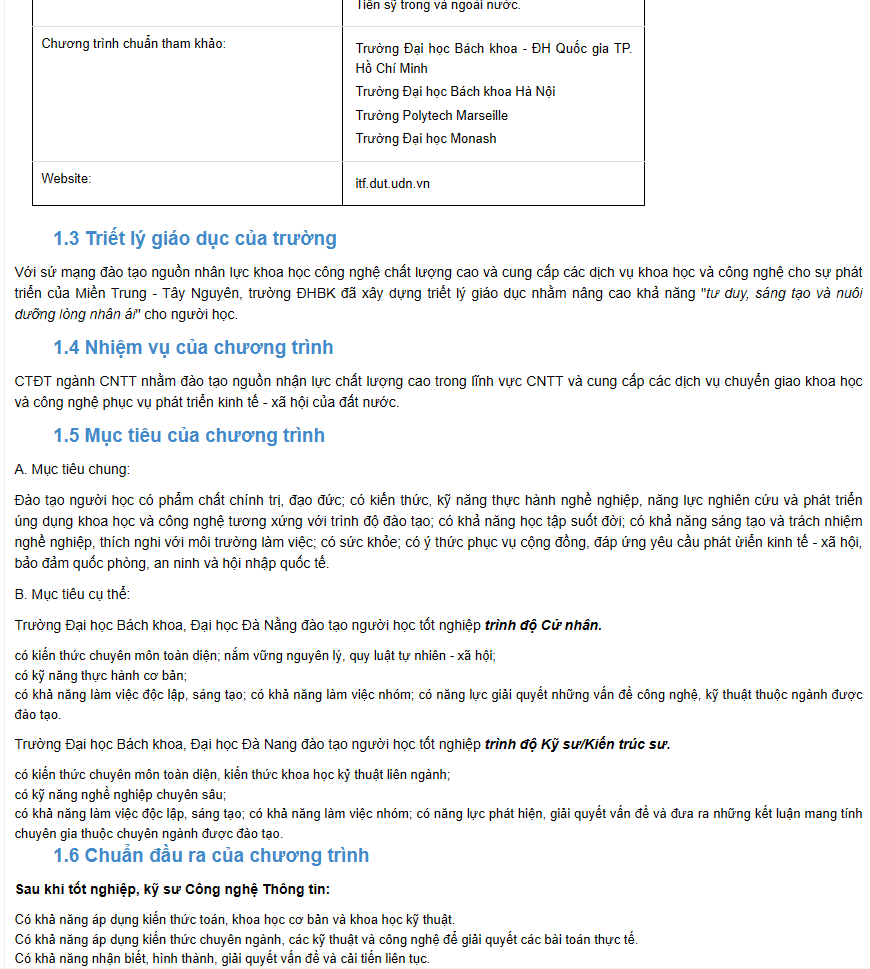 Tiến sỹ trong và ngoài nước.
Chương trình chuẩn tham khảo:
Trường Đại học Bách khoa - ĐH Quốc gia TP.
Hồ Chí Minh
Trường Đại học Bách khoa Hà Nội
Trường Polytech Marseille
Trường Đại học Monash
Website:
itf.dut.udn.vn
1.3 Triết lý giáo dục của trường
Với sứ mạng đào tạo nguồn nhân lực khoa học công nghệ chất lượng cao và cung cấp các dịch vụ khoa học và công nghệ cho sự phát
triển của Miền Trung - Tây Nguyên, trường ĐHBK đã xây dựng triết lý giáo dục nhằm nâng cao khả năng "tư duy, sáng tạo và nuôi
dưỡng lòng nhân ái" cho người học.
1.4 Nhiệm vụ của chương trình
CTĐT ngành CNTT nhằm đào tạo nguồn nhận lực chất lượng cao trong lĩnh vực CNTT và cung cấp các dịch vụ chuyển giao khoa học
và công nghệ phục vụ phát triển kinh tế - xã hội của đất nước.
1.5 Mục tiêu của chương trình
A. Mục tiêu chung:
Đào tạo người học có phẩm chất chính trị, đạo đức; có kiến thức, kỹ năng thực hành nghề nghiệp, năng lực nghiên cứu và phát triển
úng dụng khoa học và công nghệ tương xứng với trình độ đào tạo; có khả năng học tập suốt đời; có khả năng sáng tạo và trách nhiệm
nghề nghiệp, thích nghi với môi trường làm việc; có sức khỏe; có ý thức phục vụ cộng đồng, đáp ứng yêu cầu phát ừiển kinh tế - xã hội,
bảo đảm quốc phòng, an ninh và hội nhập quốc tế.
B. Mục tiêu cụ thể:
Trường Đại học Bách khoa, Đại học Đà Nẵng đào tạo người học tốt nghiệp trình độ Cử nhân.
có kiến thức chuyên môn toàn diện; nắm vững nguyên lý, quy luật tự nhiên - xã hội;
có kỹ năng thực hành cơ bản;
có khả năng làm việc độc lập, sáng tạo; có khả năng làm việc nhóm; có năng lực giải quyết những vấn đề công nghệ, kỹ thuật thuộc ngành được
đào tạo.
Trường Đại học Bách khoa, Đại học Đà Nang đào tạo người học tốt nghiệp trình độ Kỹ sư/Kiến trúc sư.
có kiến thức chuyên môn toàn diện, kiến thức khoa học kỹ thuật liên ngành;
có kỹ năng nghề nghiệp chuyên sâu;
có khả năng làm việc độc lập, sáng tạo; có khả năng làm việc nhóm; có năng lực phát hiện, giải quyết vấn đề và đưa ra những kết luận mang tính
chuyên gia thuộc chuyên ngành được đào tạo.
1.6 Chuẩn đầu ra của chương trình
Sau khi tốt nghiệp, kỹ sư Công nghệ Thông tin:
Có khả năng áp dụng kiến thức toán, khoa học cơ bản và khoa học kỹ thuật.
Có khả năng áp dụng kiến thức chuyên ngành, các kỹ thuật và công nghệ để giải quyết các bài toán thực tế.
Có khả năng nhận biết, hình thành, giải quyết vấn đề và cải tiến liên tục.